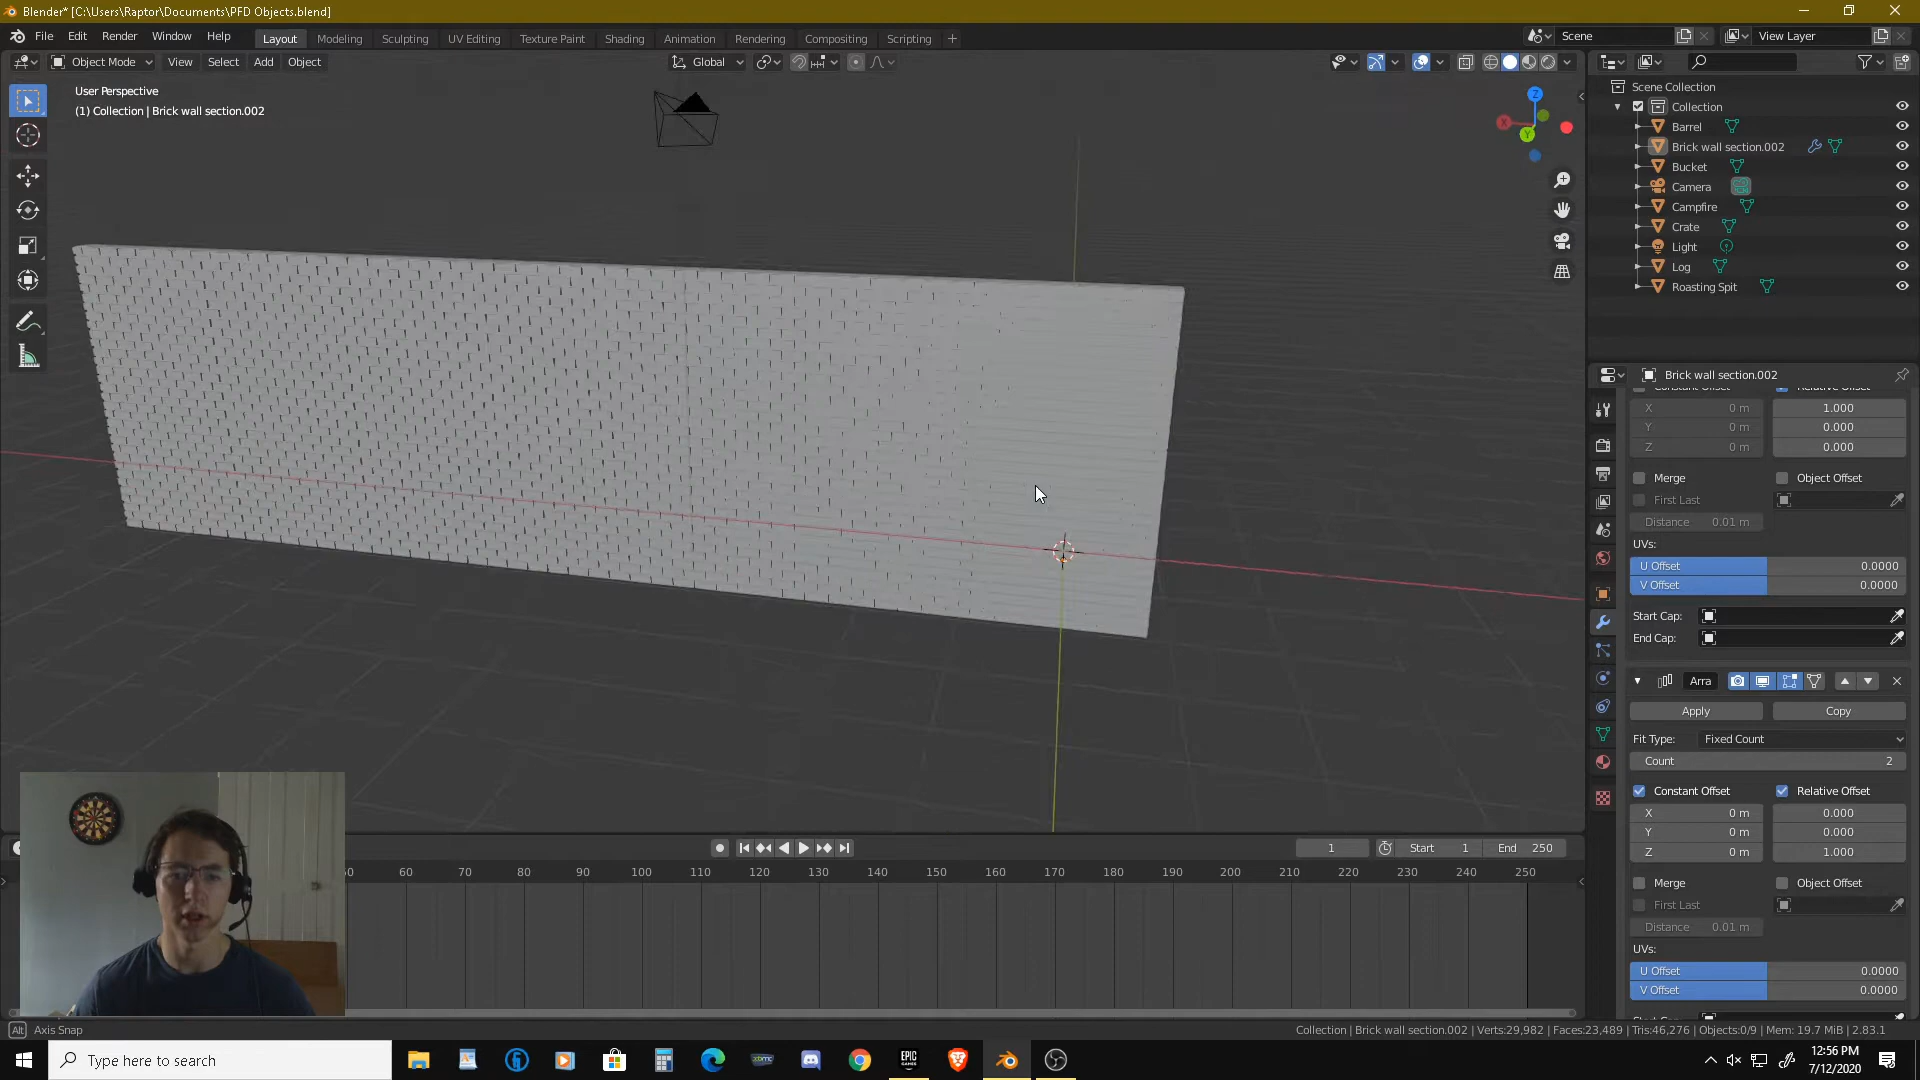 Blender* [C:\Users\Raptor\Documents\PFD Objects.blend]
File Edit Render Window Help
Layout Modeling Sculpting UV Editing Texture Paint Shading Animation Rendering Compositing Scripting +
Scene
View Layer
Object Mode View Select Add Object
Global
User Perspective
(1) Collection | Brick wall section.002
Z
X
Y
Scene Collection
Collection
Barrel
Brick wall section.002
Bucket
Camera
Campfire
Crate
Light
Log
Roasting Spit
Brick wall section.002
X 0 m 1.000
Y 0 m 0.000
Z 0 m 0.000
Merge Object Offset
First Last
Distance 0.01 m
UVs:
U Offset 0.0000
V Offset 0.0000
Start Cap:
End Cap:
Arra
Apply Copy
Fit Type: Fixed Count
Count 2
Constant Offset Relative Offset
X 0 m 0.000
Y 0 m 0.000
Z 0 m 1.000
Merge Object Offset
First Last
Distance 0.01 m
UVs:
U Offset 0.0000
V Offset 0.0000
1 Start 1 End 250
60 70 80 90 100 110 120 130 140 150 160 170 180 190 200 210 220 230 240 250
Alt Axis Snap
Collection | Brick wall section.002 | Verts:29,982 | Faces:23,489 | Tris:46,276 | Objects:0/9 | Mem: 19.7 MiB | 2.83.1
Type here to search
EPIC
GAMES
12:56 PM
7/12/2020